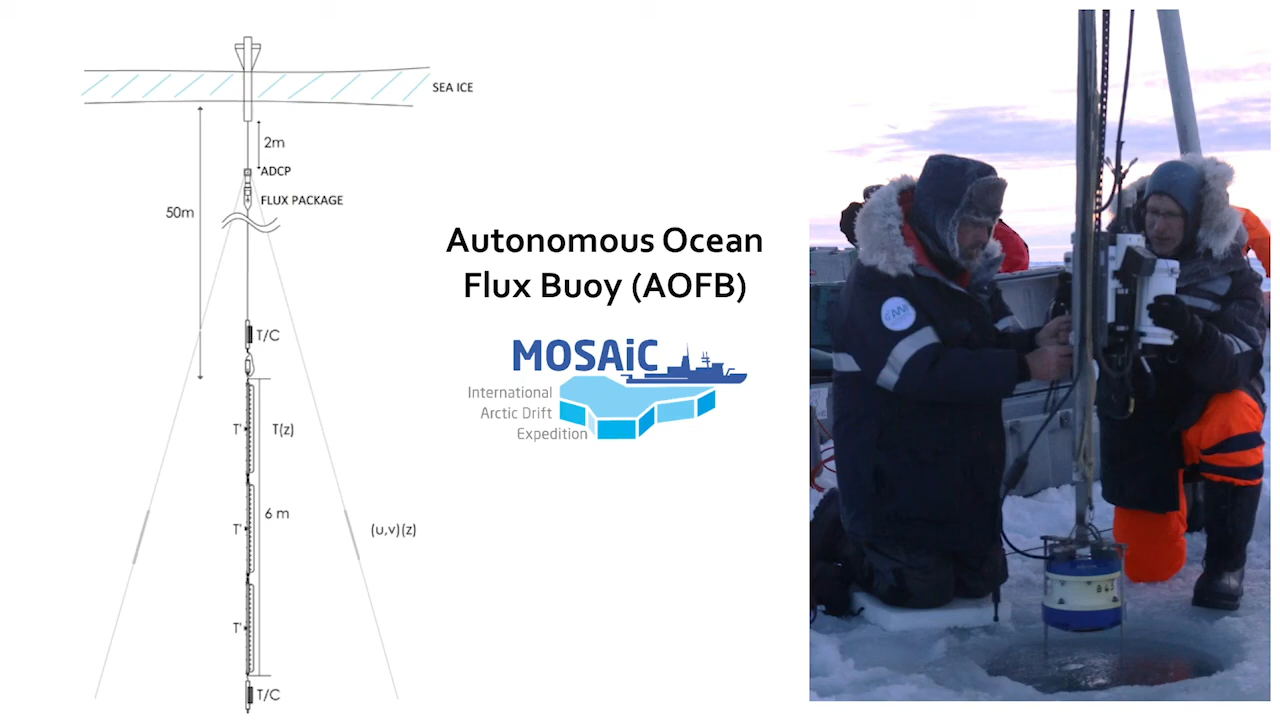 SEA ICE
2m
ADCP
FLUX PACKAGE
50m
T/C
T'
T(z)
T'
6 m
(u,v)(z)
T'
T/C
Autonomous Ocean
Flux Buoy (AOFB)
MOSAiC
International
Arctic Drift
Expedition